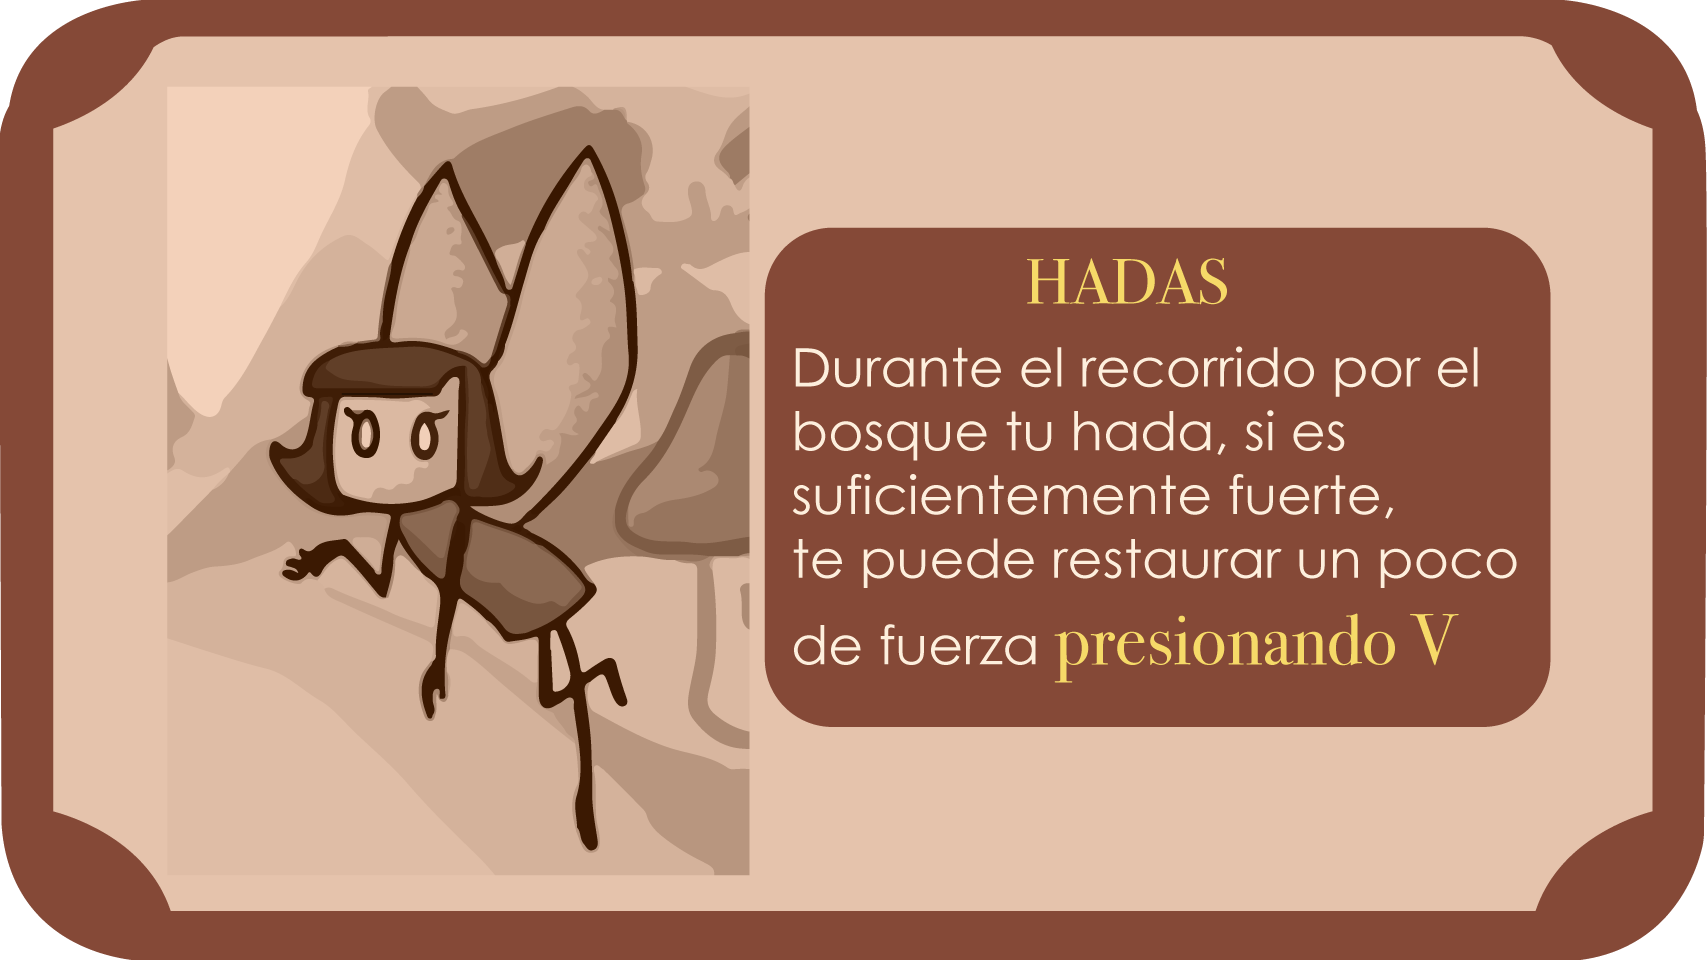 HADAS
Durante el recorrido por el
bosque tu hada, si es
suficientemente fuerte,
te puede restaurar un poco
de fuerza presionando V